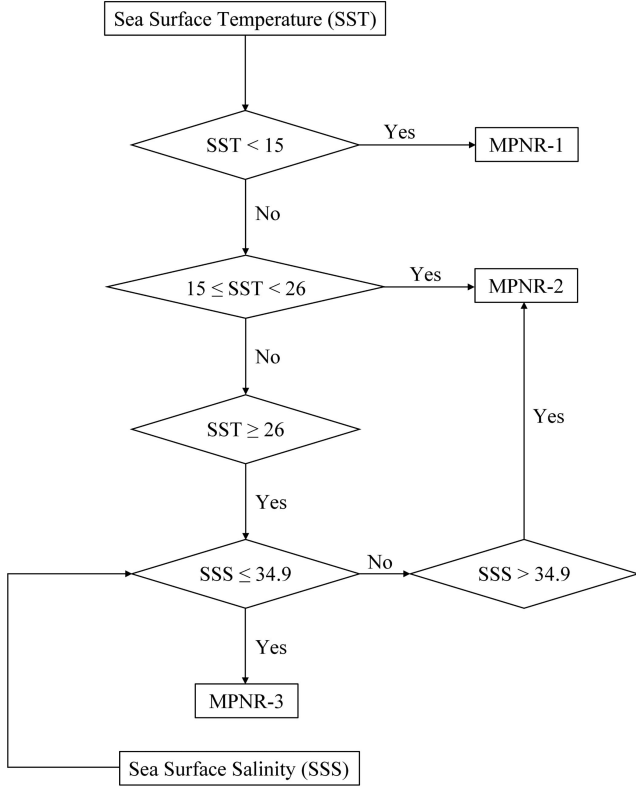 Sea Surface Temperature (SST)
SST < 15
Yes
MPNR-1
No
15 ≤ SST < 26
Yes
MPNR-2
No
SST ≥ 26
Yes
Yes
SSS ≤ 34.9
No
SSS > 34.9
Yes
MPNR-3
Sea Surface Salinity (SSS)